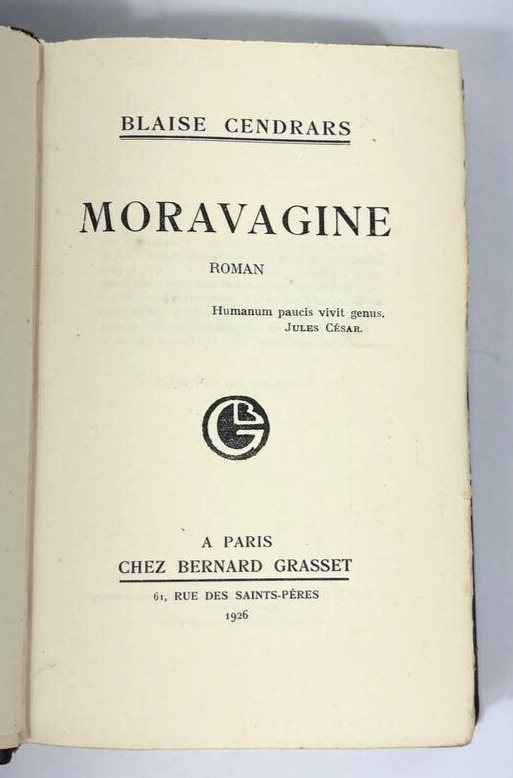 BLAISE CENDRARS
MORAVAGINE
ROMAN
Humanum paucis vivit genus.
JULES CÉSAR.
BG
A PARIS
CHEZ BERNARD GRASSET
61, RUE DES SAINTS-PÈRES
1926